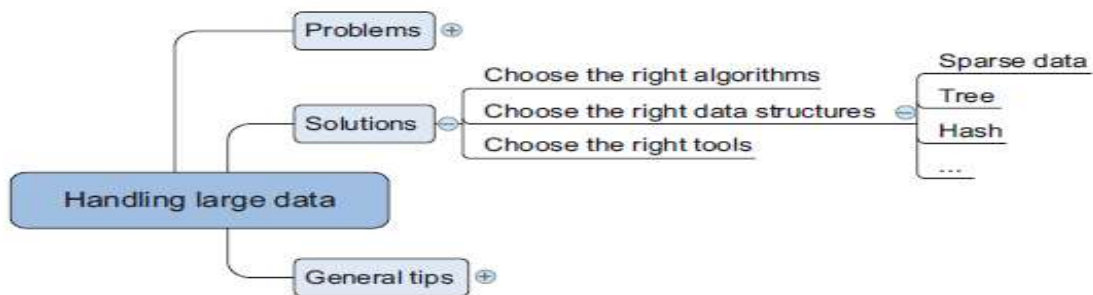 Problems
Choose the right algorithms
Sparse data
Solutions
Choose the right data structures
Tree
Choose the right tools
Hash
...
Handling large data
General tips